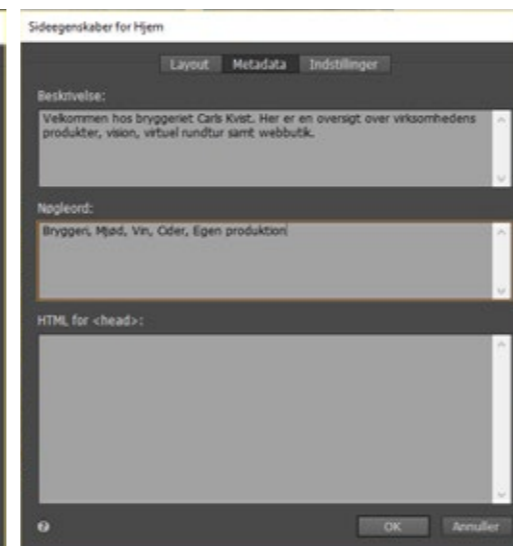 Sideegenskaber for Hjem
Layout Metadata Indstillinger
Beskrivelse:
Velkommen hos bryggeriet Carls Kvist. Her er en oversigt over virksomhedens
produkter, vision, virtuel rundtur samt webbutik.
Nøgleord:
Bryggeri, Mjød, Vin, Cider, Egen produktion
HTML for <head>:
OK Annuller